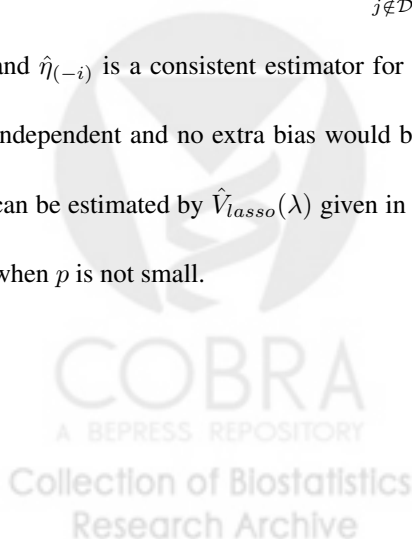 j∉D
and η̂(−i) is a consistent estimator for
independent and no extra bias would b
can be estimated by V̂lasso(λ) given in
when p is not small.
COBRA
A BEPRESS REPOSITORY
Collection of Biostatistics
Research Archive